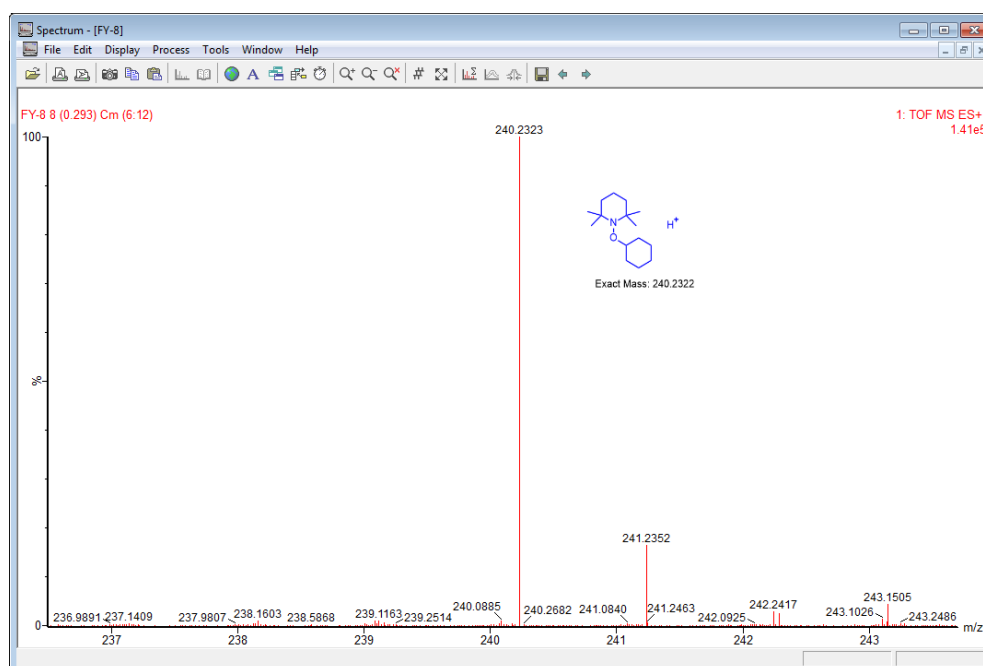 Spectrum - [FY-8]
File Edit Display Process Tools Window Help
FY-8 8 (0.293) Cm (6:12)
1: TOF MS ES+
1.41e5
100
%
0
240.2323
N
O
H+
Exact Mass: 240.2322
241.2352
236.9891
237.1409
237.9807
238.1603
238.5868
239.1163
239.2514
240.0885
240.2682
241.0840
241.2463
242.0925
242.2417
243.1026
243.1505
243.2486
237 238 239 240 241 242 243
m/z